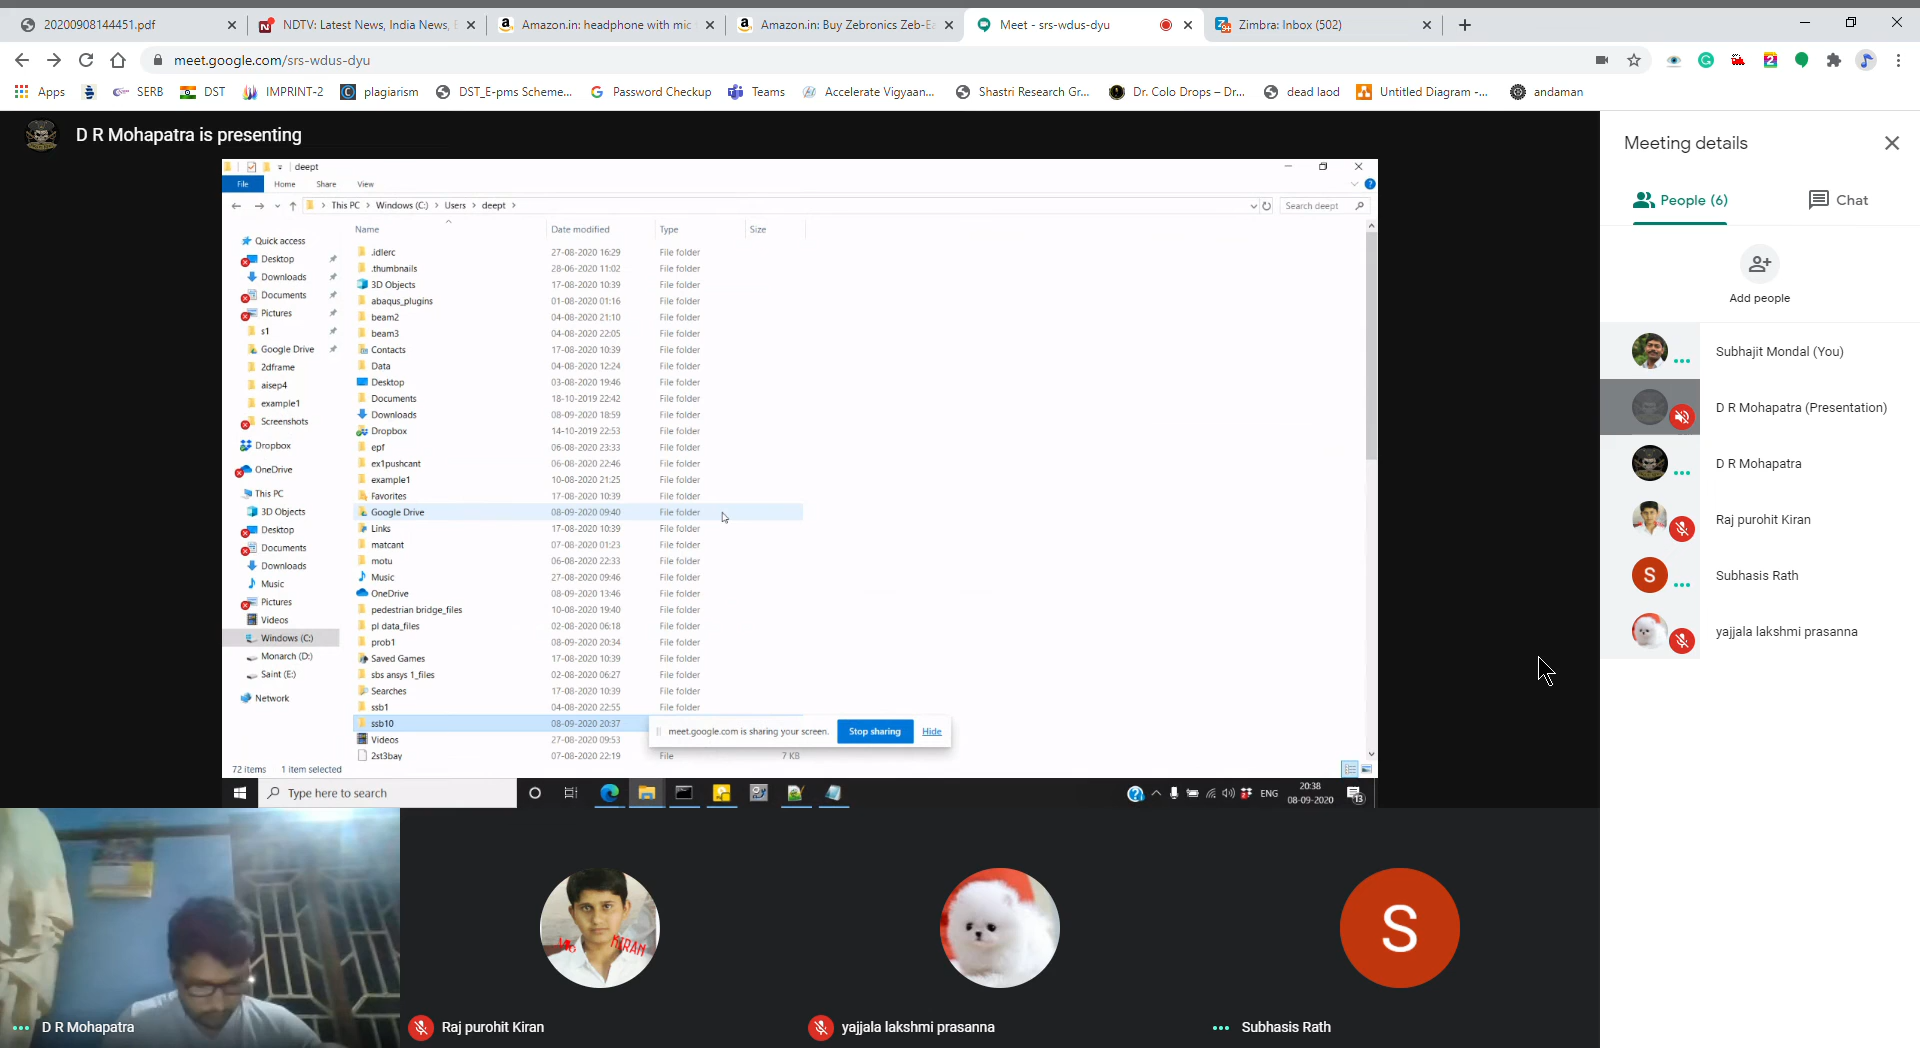 20200908144451.pdf
NDTV: Latest News, India News,
Amazon.in: headphone with mic
Amazon.in: Buy Zebronics Zeb-Ea
Meet - srs-wdus-dyu
Zimbra: Inbox (502)
meet.google.com/srs-wdus-dyu
Apps SERB DST IMPRINT-2 plagiarism DST_E-pms Scheme... Password Checkup Teams Accelerate Vigyaan... Shastri Research Gr... Dr. Colo Drops – Dr... dead laod Untitled Diagram -... andaman
D R Mohapatra is presenting
deept
File Home Share View
This PC > Windows (C:) > Users > deept >
Search deept
Name Date modified Type Size
.idlerc 27-08-2020 16:29 File folder
.thumbnails 28-06-2020 11:02 File folder
3D Objects 17-08-2020 10:39 File folder
abaqus_plugins 01-08-2020 01:16 File folder
beam2 04-08-2020 21:10 File folder
beam3 04-08-2020 22:05 File folder
Contacts 17-08-2020 10:39 File folder
Data 04-08-2020 12:24 File folder
Desktop 03-08-2020 19:46 File folder
Documents 18-10-2019 22:42 File folder
Downloads 08-09-2020 18:59 File folder
Dropbox 14-10-2019 22:53 File folder
epf 06-08-2020 23:33 File folder
ex1pushcant 06-08-2020 22:46 File folder
example1 10-08-2020 21:25 File folder
Favorites 17-08-2020 10:39 File folder
Google Drive 08-09-2020 09:40 File folder
Links 17-08-2020 10:39 File folder
matcant 07-08-2020 01:23 File folder
motu 06-08-2020 22:33 File folder
Music 27-08-2020 09:46 File folder
OneDrive 08-09-2020 13:46 File folder
pedestrian bridge_files 10-08-2020 19:40 File folder
pl data_files 02-08-2020 06:18 File folder
prob1 08-09-2020 20:34 File folder
Saved Games 17-08-2020 10:39 File folder
sbs ansys 1_files 02-08-2020 06:27 File folder
Searches 17-08-2020 10:39 File folder
ssb1 04-08-2020 22:55 File folder
ssb10 08-09-2020 20:37
Videos 27-08-2020 09:53
2st3bay 07-08-2020 22:19 File 7 KB
Quick access
Desktop
Downloads
Documents
Pictures
s1
Google Drive
2dframe
aisep4
example1
Screenshots
Dropbox
OneDrive
This PC
3D Objects
Desktop
Documents
Downloads
Music
Pictures
Videos
Windows (C:)
Monarch (D:)
Saint (E:)
Network
meet.google.com is sharing your screen. Stop sharing Hide
72 items 1 item selected
Type here to search
ENG
20:38
08-09-2020
13
Meeting details
People (6)
Chat
Add people
Subhajit Mondal (You)
D R Mohapatra (Presentation)
D R Mohapatra
Raj purohit Kiran
S
Subhasis Rath
yajjala lakshmi prasanna
D R Mohapatra
KIRAN
Raj purohit Kiran
yajjala lakshmi prasanna
S
Subhasis Rath